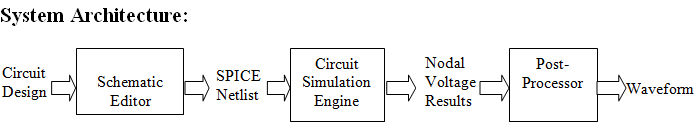 System Architecture:
Circuit
Design
Schematic
Editor
SPICE
Netlist
Circuit
Simulation
Engine
Nodal
Voltage
Results
Post-
Processor
Waveform